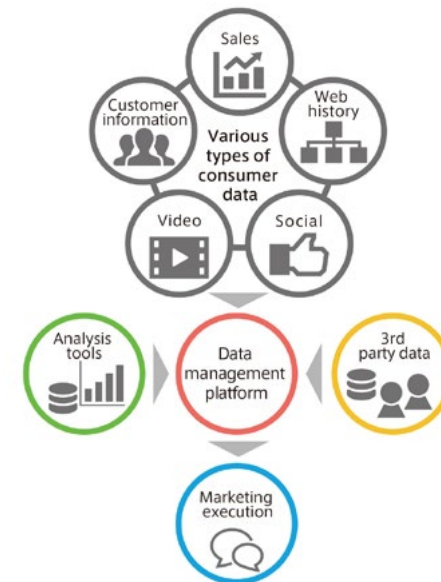 Sales
Customer
information
Web
history
Various
types of
consumer
data
Video
Social
Analysis
tools
Data
management
platform
3rd
party data
Marketing
execution